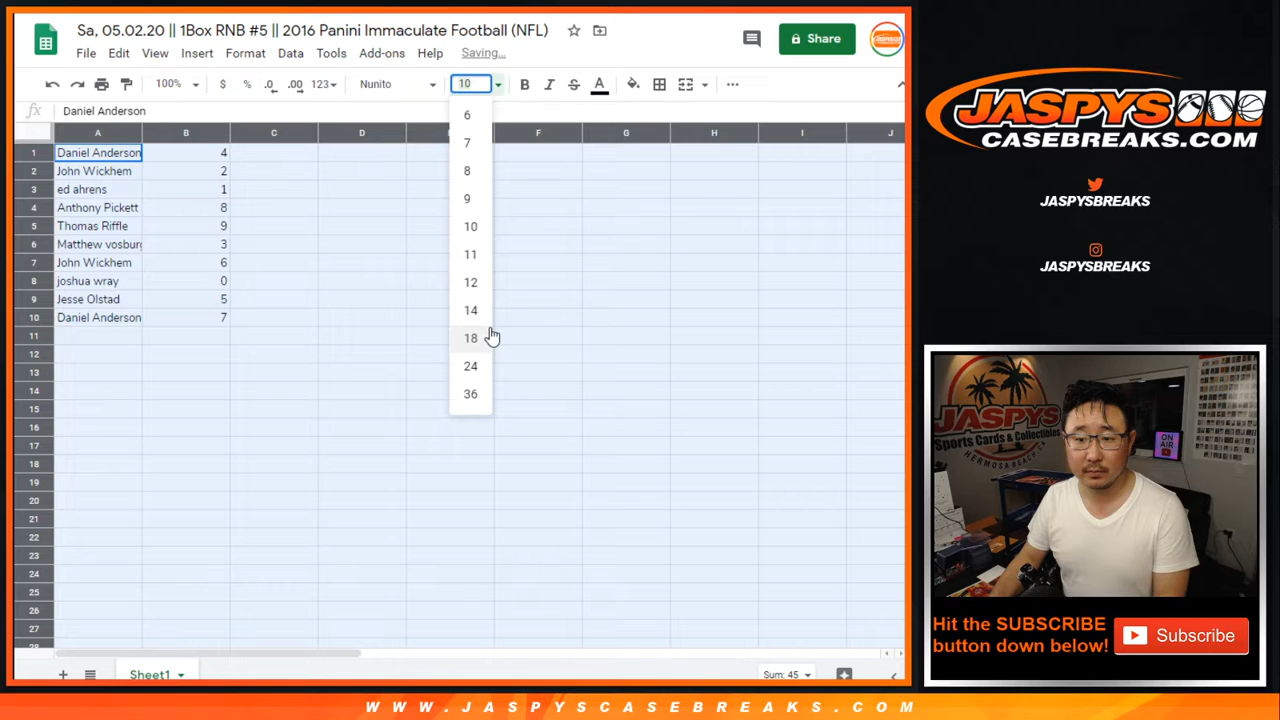 Sa, 05.02.20 || 1Box RNB #5 || 2016 Panini Immaculate Football (NFL)
File Edit View Insert Format Data Tools Add-ons Help Saving...
Share
100% $ % .0 .00 123 Nunito 10 B I S A
fx Daniel Anderson
A B C D E F G H I J
1 Daniel Anderson 4
2 John Wickhem 2
3 ed ahrens 1
4 Anthony Pickett 8
5 Thomas Riffle 9
6 Matthew vosburg 3
7 John Wickhem 6
8 joshua wray 0
9 Jesse Olstad 5
10 Daniel Anderson 7
11
12
13
14
15
16
17
18
19
20
21
22
23
24
25
26
27
28
6
7
8
9
10
11
12
14
18
24
36
Sheet1
Sum: 45
JASPYS
CASEBREAKS.COM
JASPYSBREAKS
JASPYSBREAKS
JASPYS
Sports Cards & Collectibles
HERMOSA BEACH, CA
ON
AIR
Hit the SUBSCRIBE
button down below!
Subscribe
WWW.JASPYSCASEBREAKS.COM